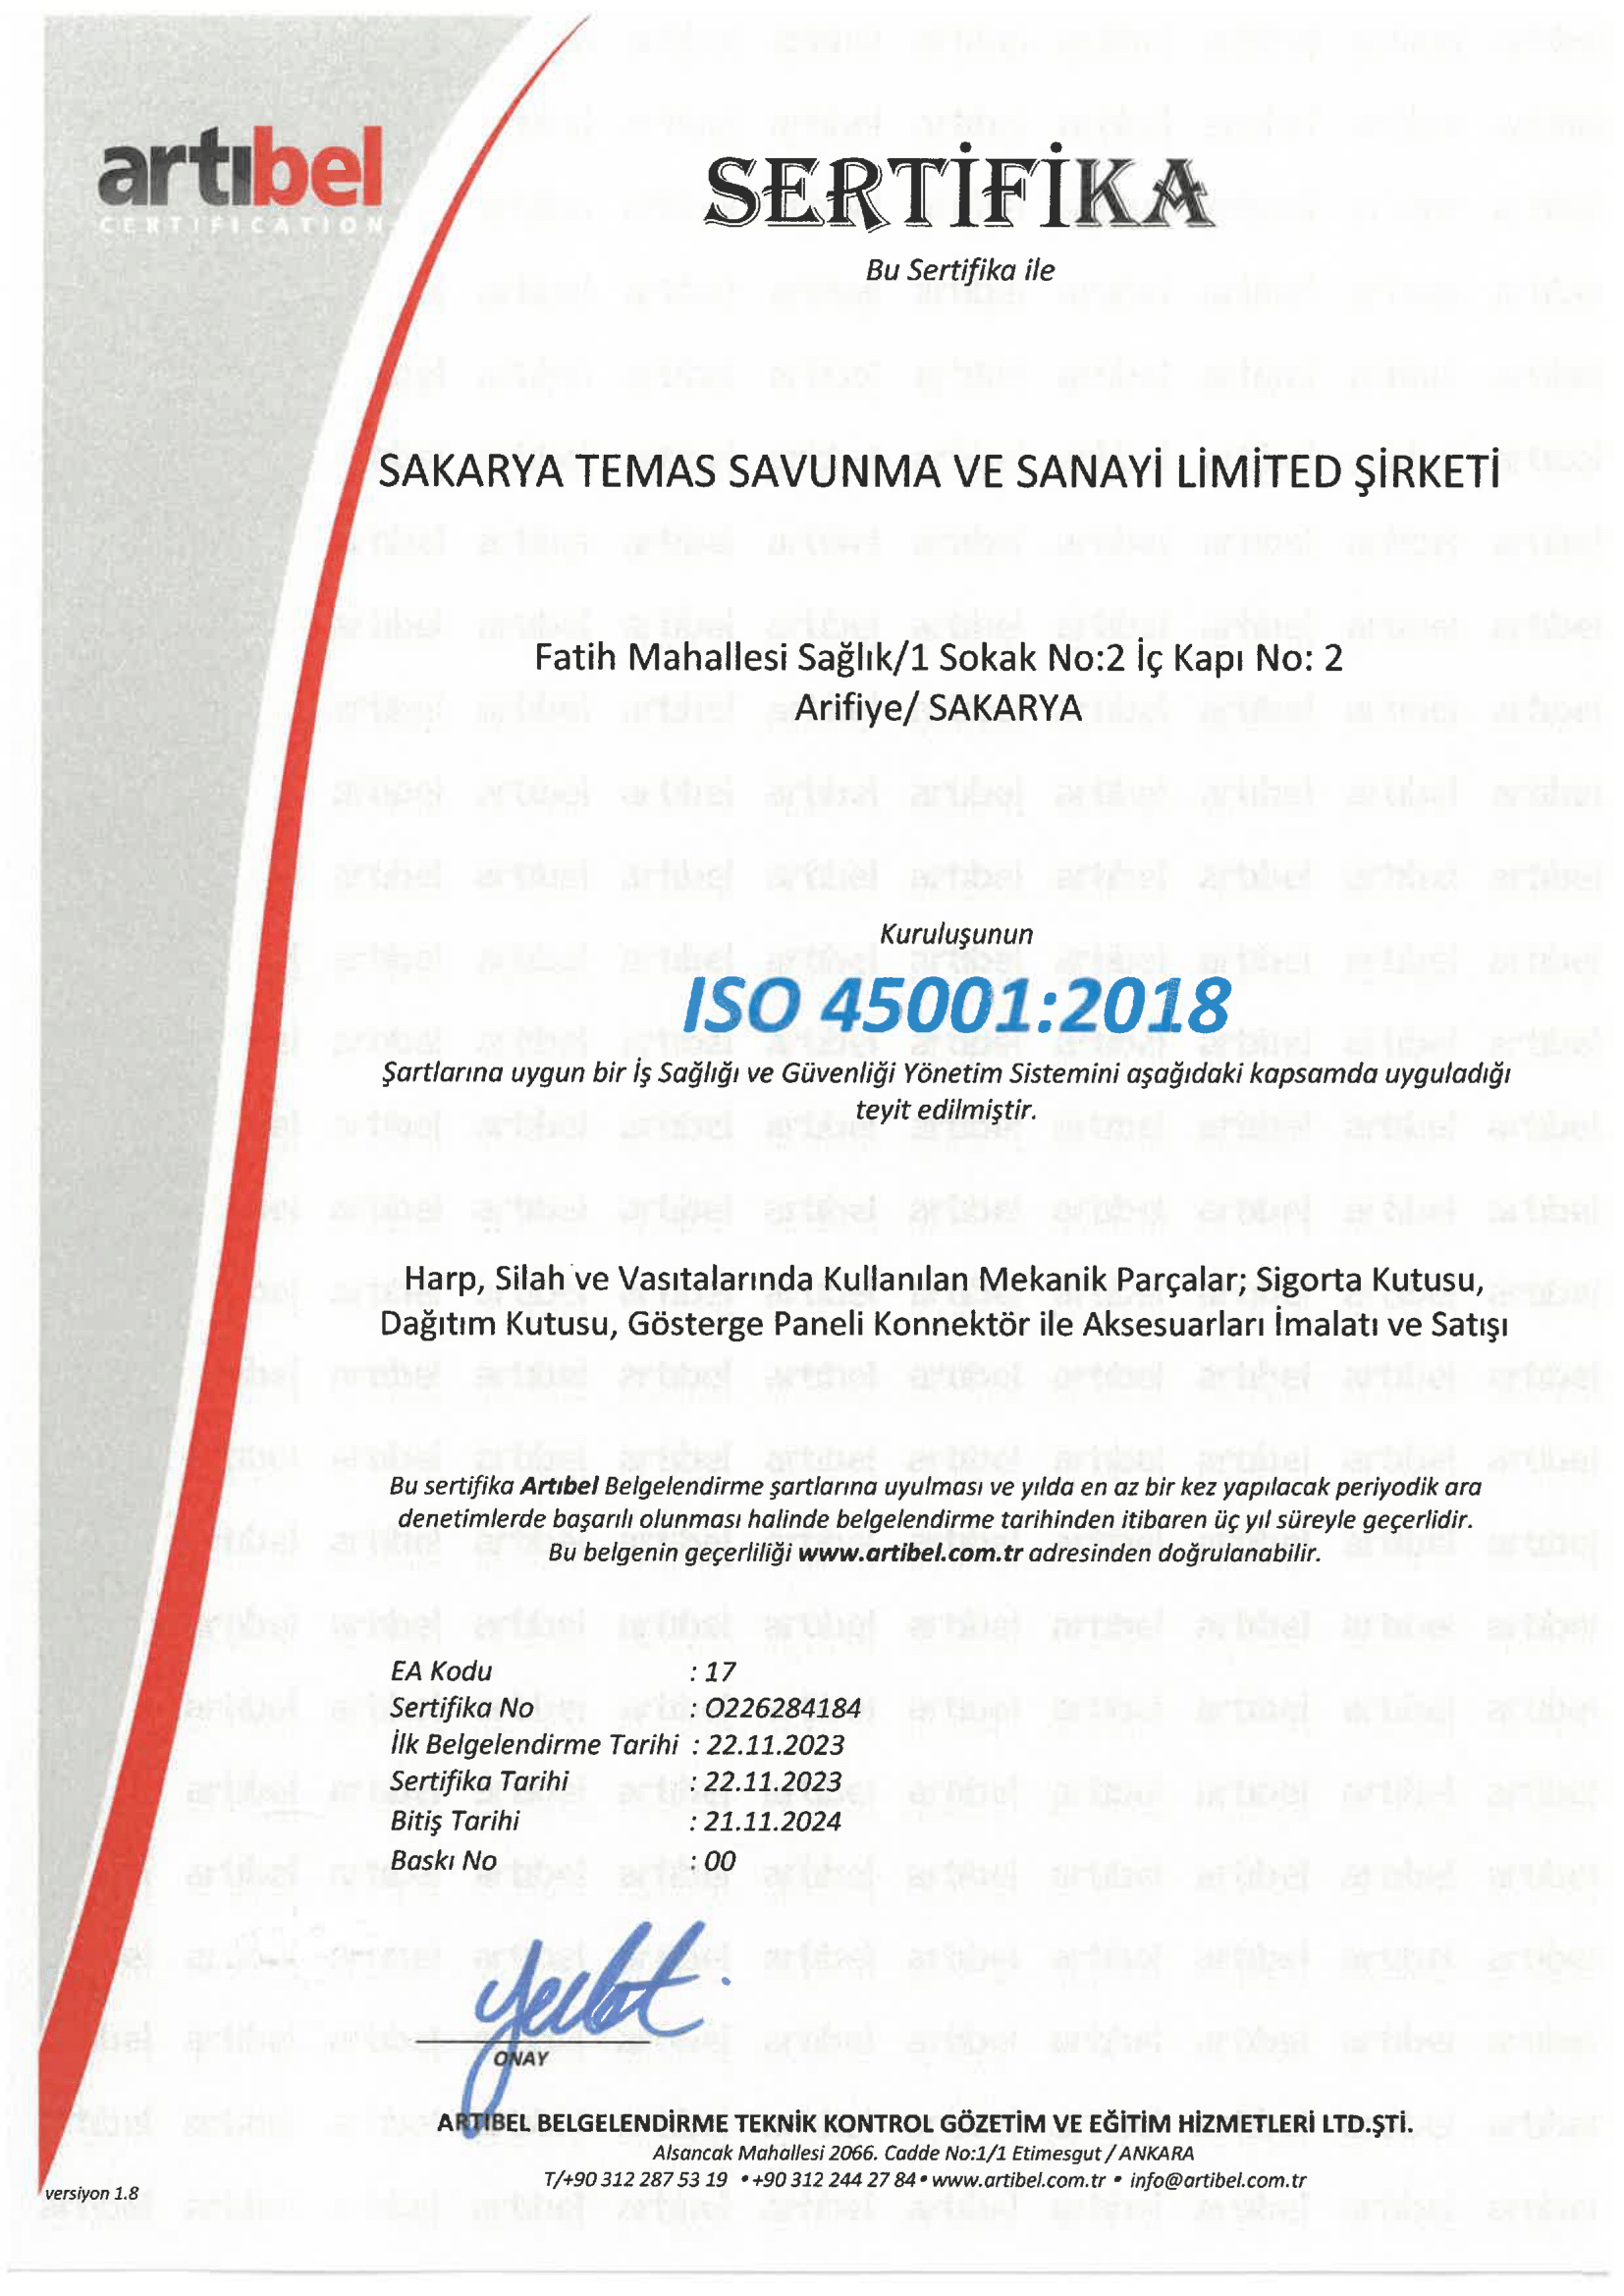 artıbel
CERTIFICATION
SERTİFİKA
Bu Sertifika ile
SAKARYA TEMAS SAVUNMA VE SANAYİ LİMİTED ŞİRKETİ
Fatih Mahallesi Sağlık/1 Sokak No:2 İç Kapı No: 2
Arifiye/ SAKARYA
Kuruluşunun
ISO 45001:2018
Şartlarına uygun bir İş Sağlığı ve Güvenliği Yönetim Sistemini aşağıdaki kapsamda uyguladığı
teyit edilmiştir.
Harp, Silah ve Vasıtalarında Kullanılan Mekanik Parçalar; Sigorta Kutusu,
Dağıtım Kutusu, Gösterge Paneli Konnektör ile Aksesuarları İmalatı ve Satışı
Bu sertifika Artıbel Belgelendirme şartlarına uyulması ve yılda en az bir kez yapılacak periyodik ara
denetimlerde başarılı olunması halinde belgelendirme tarihinden itibaren üç yıl süreyle geçerlidir.
Bu belgenin geçerliliği www.artibel.com.tr adresinden doğrulanabilir.
EA Kodu : 17
Sertifika No : O226284184
İlk Belgelendirme Tarihi : 22.11.2023
Sertifika Tarihi : 22.11.2023
Bitiş Tarihi : 21.11.2024
Baskı No : 00
ONAY
ARTIBEL BELGELENDİRME TEKNİK KONTROL GÖZETİM VE EĞİTİM HİZMETLERİ LTD.ŞTİ.
Alsancak Mahallesi 2066. Cadde No:1/1 Etimesgut / ANKARA
T/+90 312 287 53 19 • +90 312 244 27 84 • www.artibel.com.tr • info@artibel.com.tr
versiyon 1.8